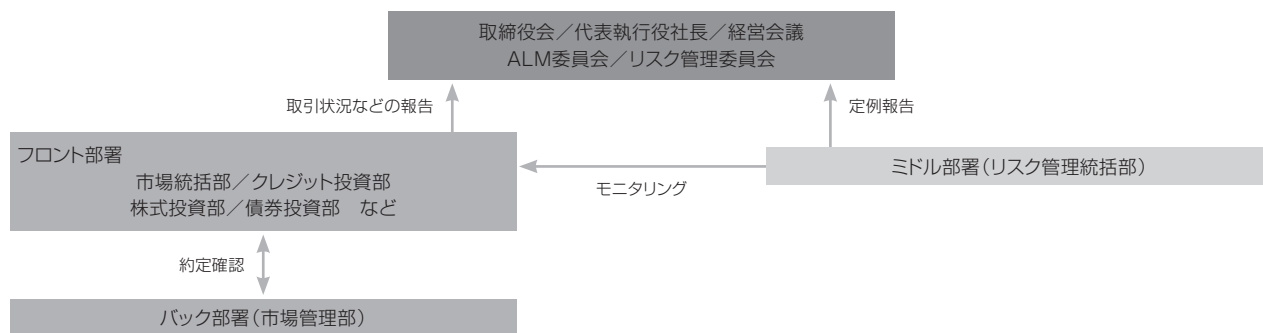 取締役会／代表執行役社長／経営会議
ALM委員会／リスク管理委員会
取引状況などの報告
定例報告
フロント部署
市場統括部／クレジット投資部
株式投資部／債券投資部　など
ミドル部署（リスク管理統括部）
モニタリング
約定確認
バック部署（市場管理部）